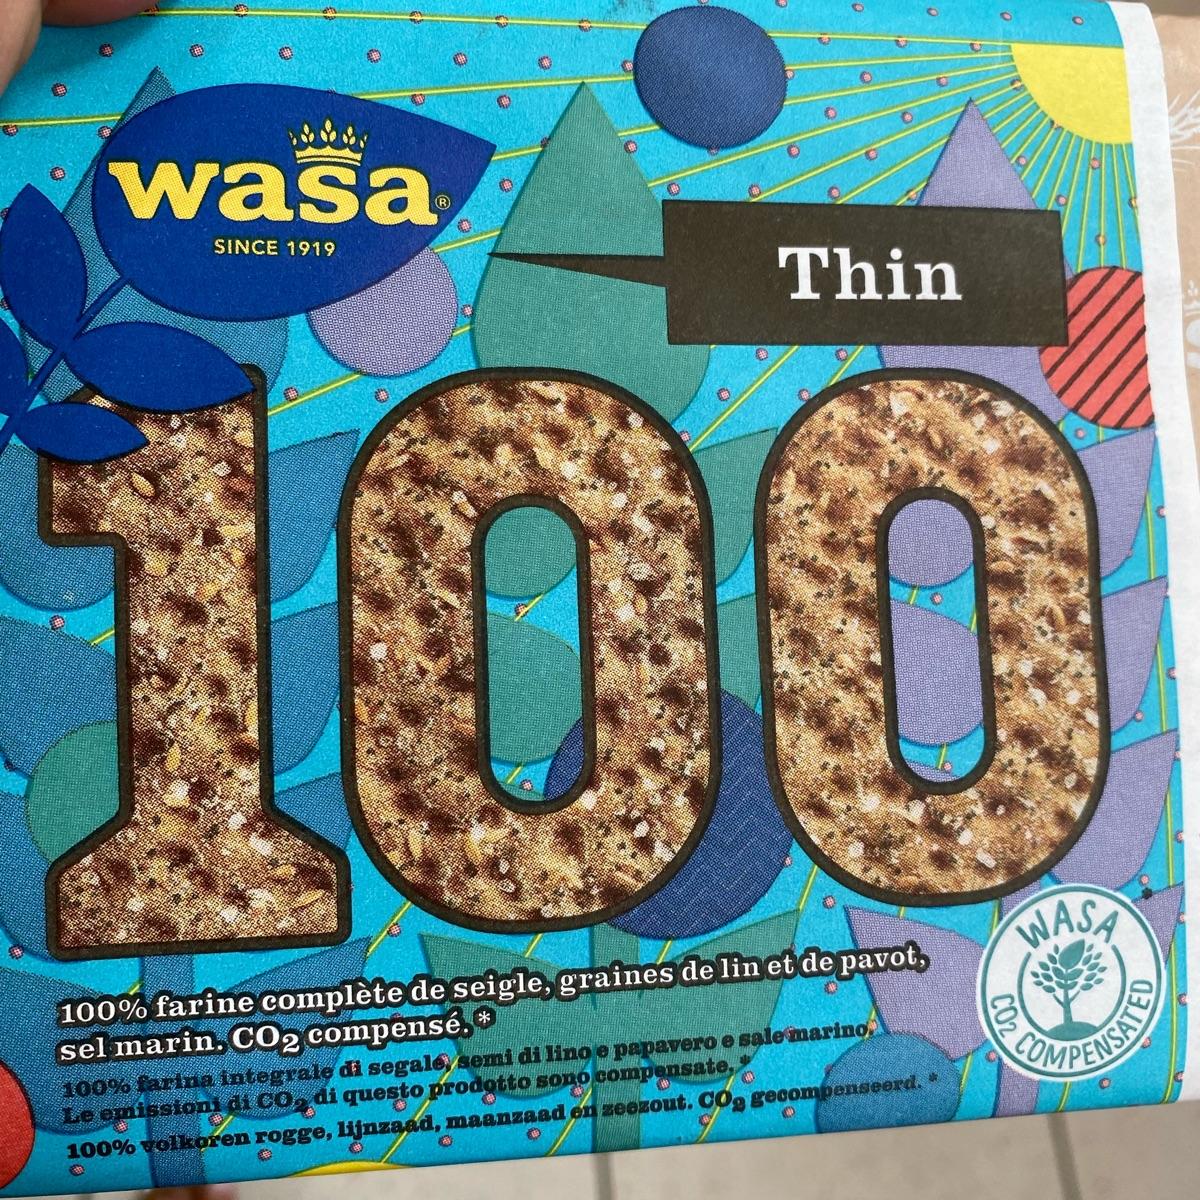 wasa®
SINCE 1919
Thin
100
100% farine complète de seigle, graines de lin et de pavot,
sel marin. CO₂ compensé.*
100% farina integrale di segale, semi di lino e papavero e sale marino.
Le emissioni di CO₂ di questo prodotto sono compensate.*
100% volkoren rogge, lijnzaad, maanzaad en zeezout. CO₂ gecompenseerd.*
WASA
CO2 COMPENSATED
*